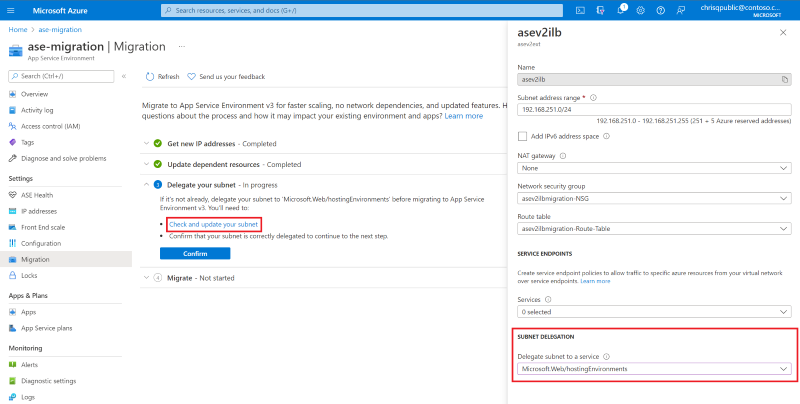 Microsoft Azure
Search resources, services, and docs (G+/)
1
chrisqpublic@contoso.c...
MICROSOFT
Home > ase-migration >
ase-migration | Migration ...
App Service Environment
Search (Ctrl+/)
Overview
Activity log
Access control (IAM)
Tags
Diagnose and solve problems
Settings
ASE Health
IP addresses
Front End scale
Configuration
Migration
Locks
Apps & Plans
Apps
App Service plans
Monitoring
Alerts
Diagnostic settings
Logs
Refresh
Send us your feedback
Migrate to App Service Environment v3 for faster scaling, no network dependencies, and updated features. H
questions about the process and how it may impact your existing environment and apps? Learn more
Get new IP addresses - Completed
Update dependent resources - Completed
3 Delegate your subnet - In progress
If it's not already, delegate your subnet to 'Microsoft.Web/hostingEnvironments' before migrating to App Service
Environment v3. You'll need to:
• Check and update your subnet
• Confirm that your subnet is correctly delegated to continue to the next step.
Confirm
4 Migrate - Not started
asev2ilb
asev2ext
Name
asev2ilb
Subnet address range *
192.168.251.0/24
192.168.251.0 - 192.168.251.255 (251 + 5 Azure reserved addresses)
Add IPv6 address space
NAT gateway
None
Network security group
asev2ilbmigration-NSG
Route table
asev2ilbmigration-Route-Table
SERVICE ENDPOINTS
Create service endpoint policies to allow traffic to specific azure resources from your virtual network
over service endpoints. Learn more
Services
0 selected
SUBNET DELEGATION
Delegate subnet to a service
Microsoft.Web/hostingEnvironments